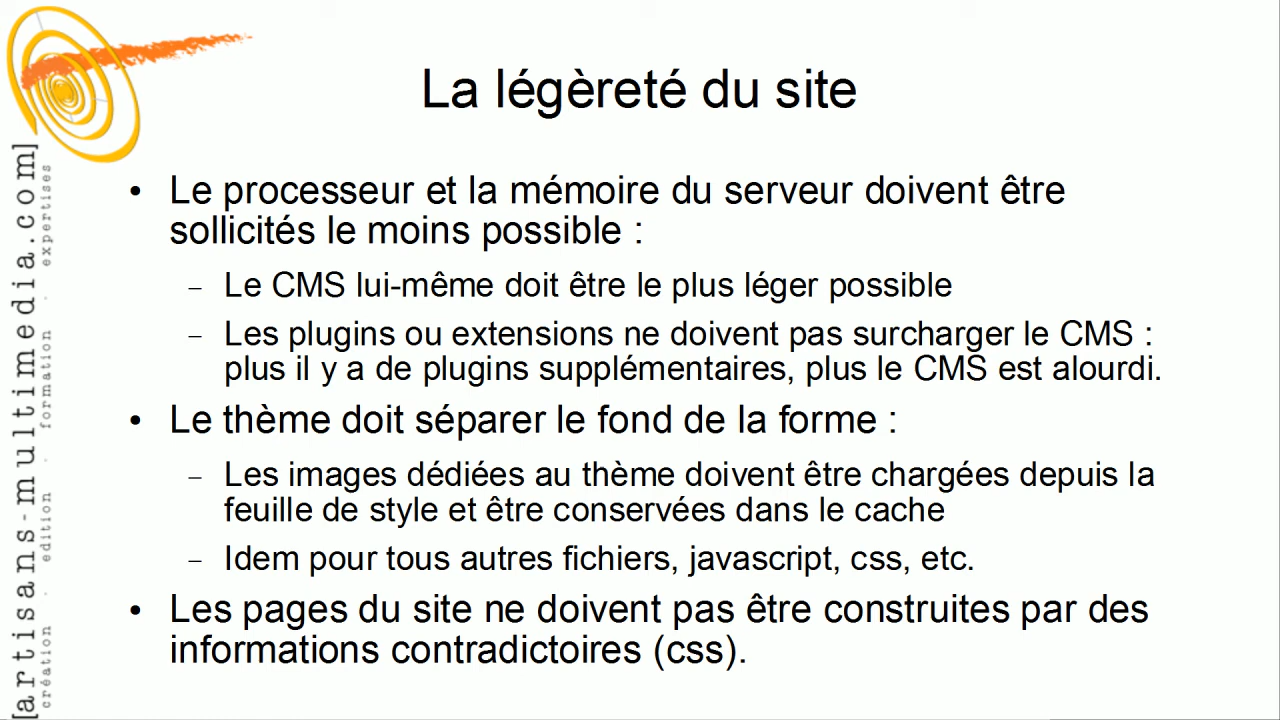 La légèreté du site
• Le processeur et la mémoire du serveur doivent être
sollicités le moins possible :
– Le CMS lui-même doit être le plus léger possible
– Les plugins ou extensions ne doivent pas surcharger le CMS :
plus il y a de plugins supplémentaires, plus le CMS est alourdi.
• Le thème doit séparer le fond de la forme :
– Les images dédiées au thème doivent être chargées depuis la
feuille de style et être conservées dans le cache
– Idem pour tous autres fichiers, javascript, css, etc.
• Les pages du site ne doivent pas être construites par des
informations contradictoires (css).
[artisans-multimedia.com]
création . edition . formation . expertises